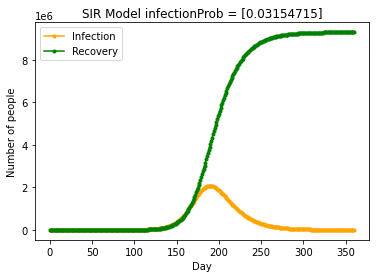 SIR Model infectionProb = [0.03154715]
1e6
Infection
Recovery
8
6
4
2
0
Number of people
0 50 100 150 200 250 300 350
Day